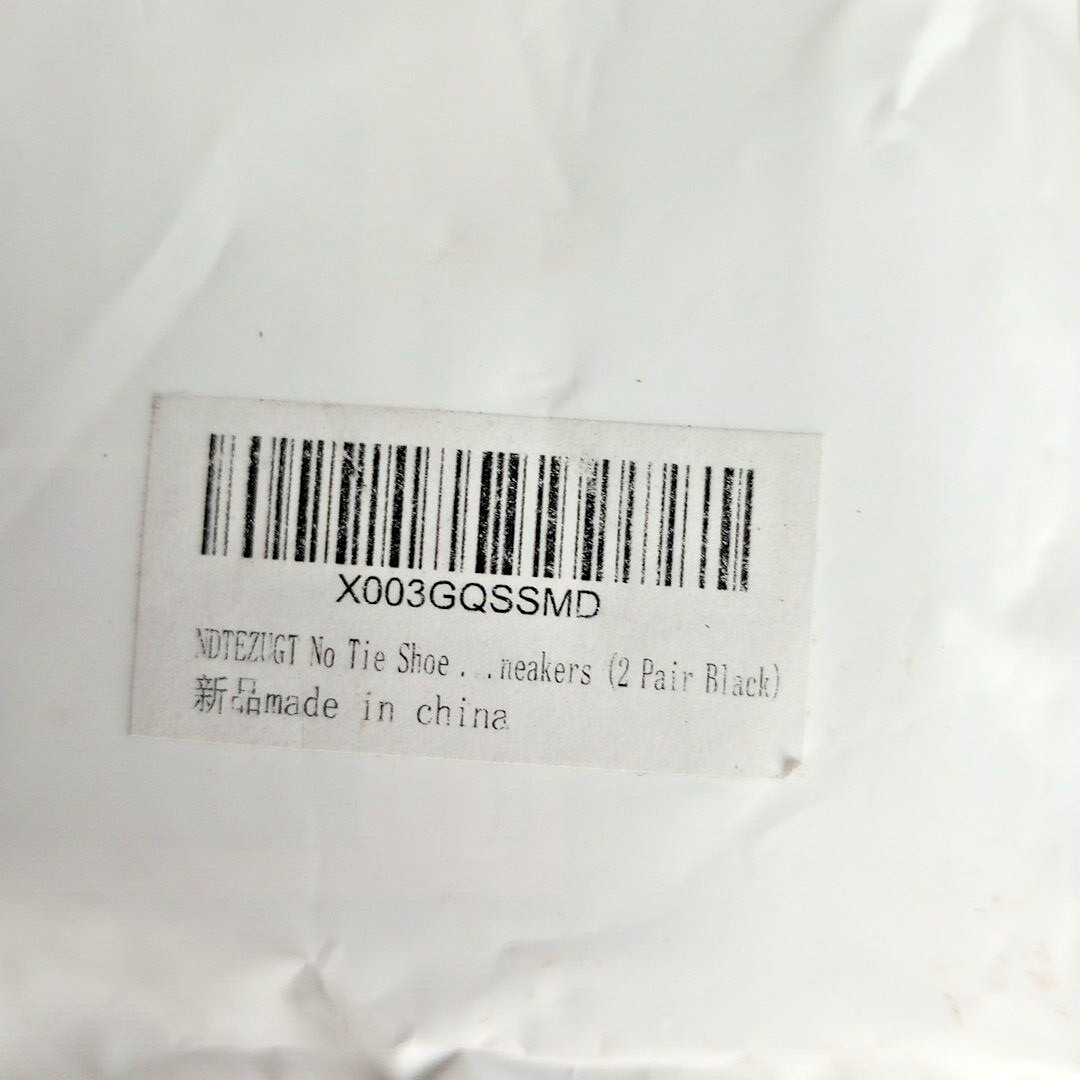 X003GQSSMD
NDTEZUGT No Tie Shoe ...neakers (2 Pair Black)
新品made in china